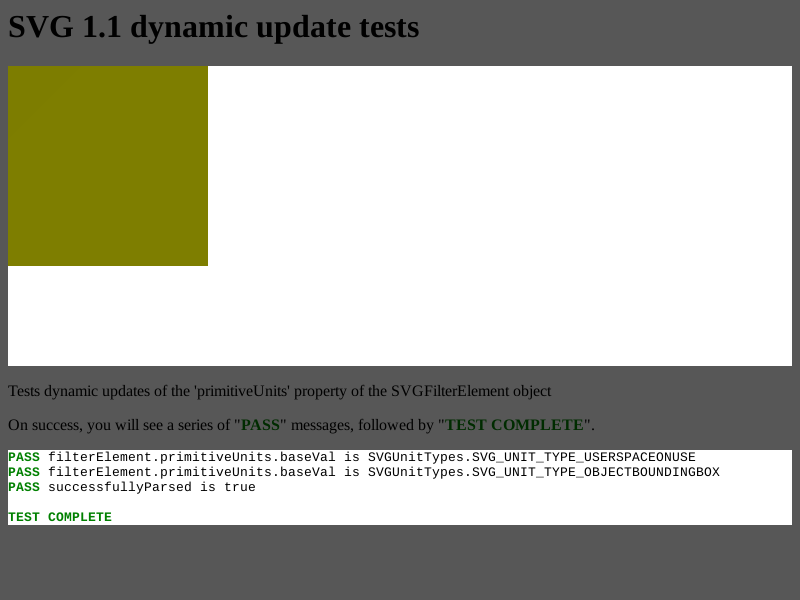 SVG 1.1 dynamic update tests
Tests dynamic updates of the 'primitiveUnits' property of the SVGFilterElement object
On success, you will see a series of "PASS" messages, followed by "TEST COMPLETE".
PASS filterElement.primitiveUnits.baseVal is SVGUnitTypes.SVG_UNIT_TYPE_USERSPACEONUSE
PASS filterElement.primitiveUnits.baseVal is SVGUnitTypes.SVG_UNIT_TYPE_OBJECTBOUNDINGBOX
PASS successfullyParsed is true
TEST COMPLETE